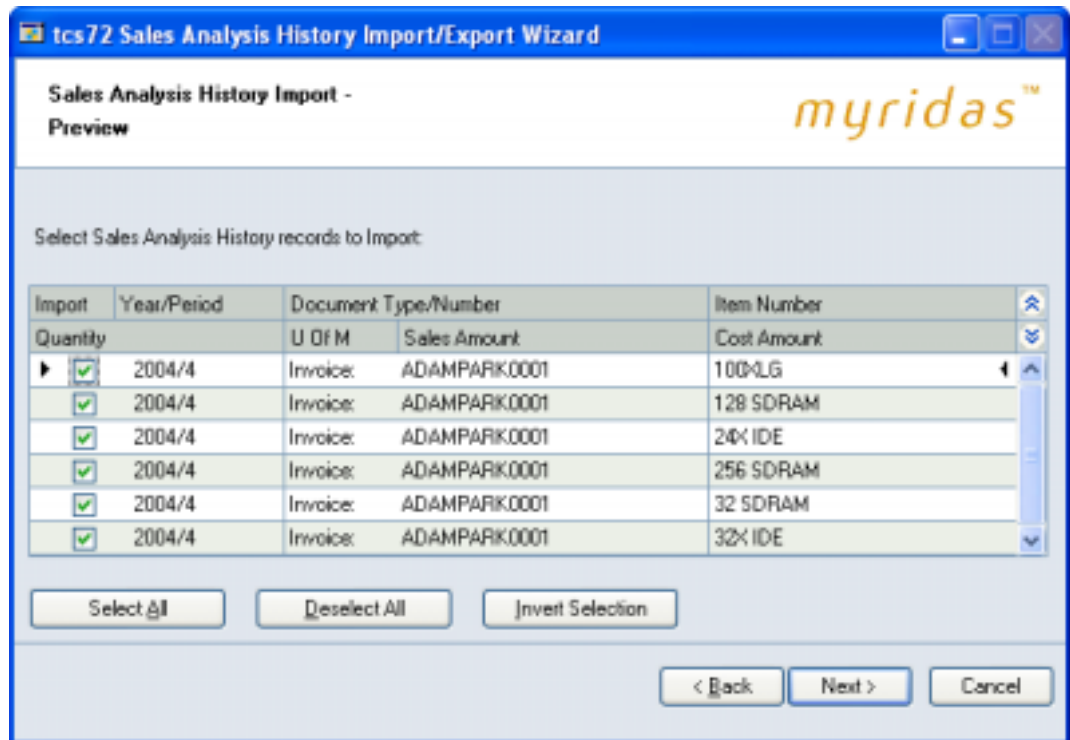 tcs72 Sales Analysis History Import/Export Wizard
Sales Analysis History Import -
Preview
myridas™
Select Sales Analysis History records to Import:
Import Year/Period Document Type/Number Item Number
Quantity U Of M Sales Amount Cost Amount
2004/4 Invoice: ADAMPARK0001 100XLG
2004/4 Invoice: ADAMPARK0001 128 SDRAM
2004/4 Invoice: ADAMPARK0001 24X IDE
2004/4 Invoice: ADAMPARK0001 256 SDRAM
2004/4 Invoice: ADAMPARK0001 32 SDRAM
2004/4 Invoice: ADAMPARK0001 32X IDE
Select All Deselect All Invert Selection
< Back Next > Cancel